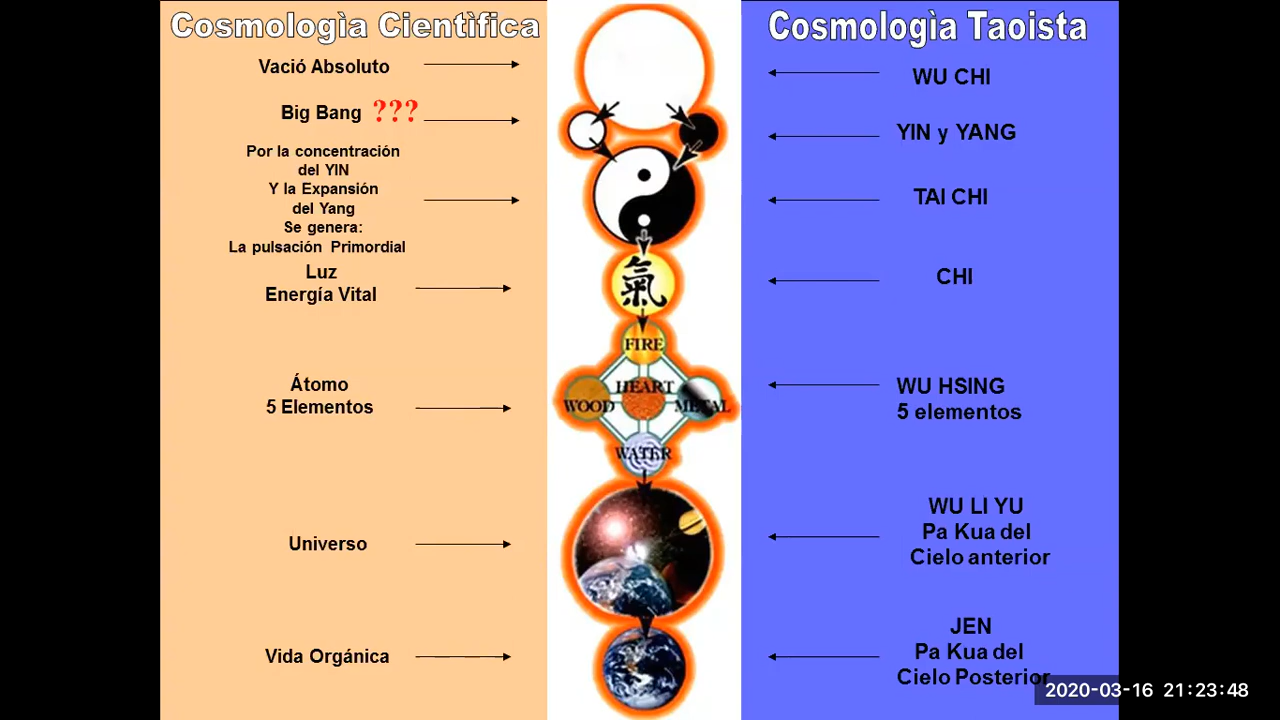 Cosmologìa Cientìfica
Vació Absoluto
Big Bang ???
Por la concentración
del YIN
Y la Expansión
del Yang
Se genera:
La pulsación Primordial
Luz
Energía Vital
Átomo
5 Elementos
Universo
Vida Orgánica
氣
FIRE
HEART
WOOD
METAL
WATER
Cosmologìa Taoista
WU CHI
YIN y YANG
TAI CHI
CHI
WU HSING
5 elementos
WU LI YU
Pa Kua del
Cielo anterior
JEN
Pa Kua del
Cielo Posterior
2020-03-16 21:23:48